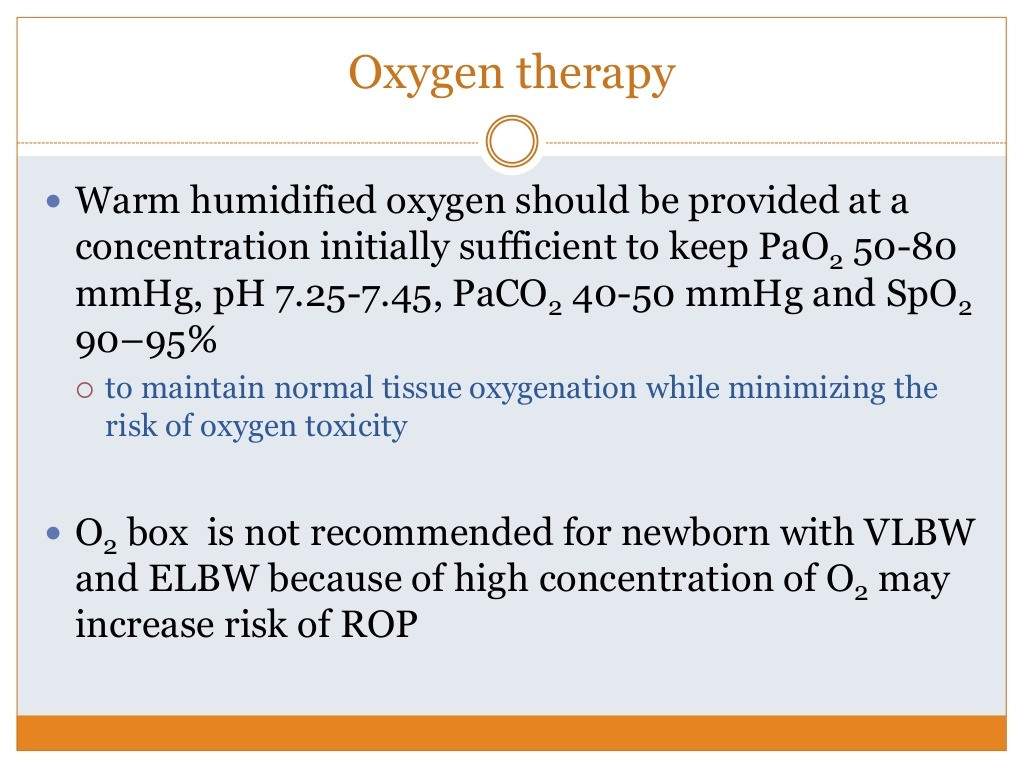 Oxygen therapy
• Warm humidified oxygen should be provided at a
concentration initially sufficient to keep PaO₂ 50-80
mmHg, pH 7.25-7.45, PaCO₂ 40-50 mmHg and SpO₂
90–95%
○ to maintain normal tissue oxygenation while minimizing the
risk of oxygen toxicity
• O₂ box  is not recommended for newborn with VLBW
and ELBW because of high concentration of O₂ may
increase risk of ROP